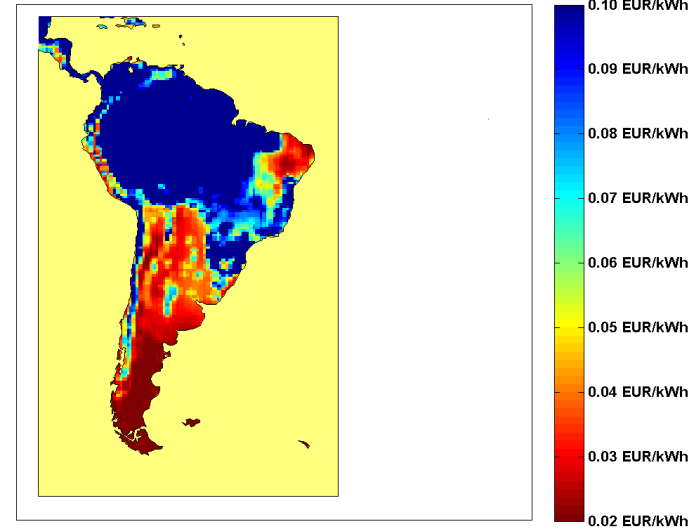 0.10 EUR/kWh
0.09 EUR/kWh
0.08 EUR/kWh
0.07 EUR/kWh
0.06 EUR/kWh
0.05 EUR/kWh
0.04 EUR/kWh
0.03 EUR/kWh
0.02 EUR/kWh